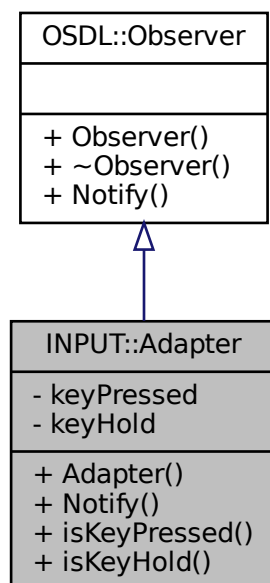 OSDL::Observer
+ Observer()
+ ~Observer()
+ Notify()
INPUT::Adapter
- keyPressed
- keyHold
+ Adapter()
+ Notify()
+ isKeyPressed()
+ isKeyHold()